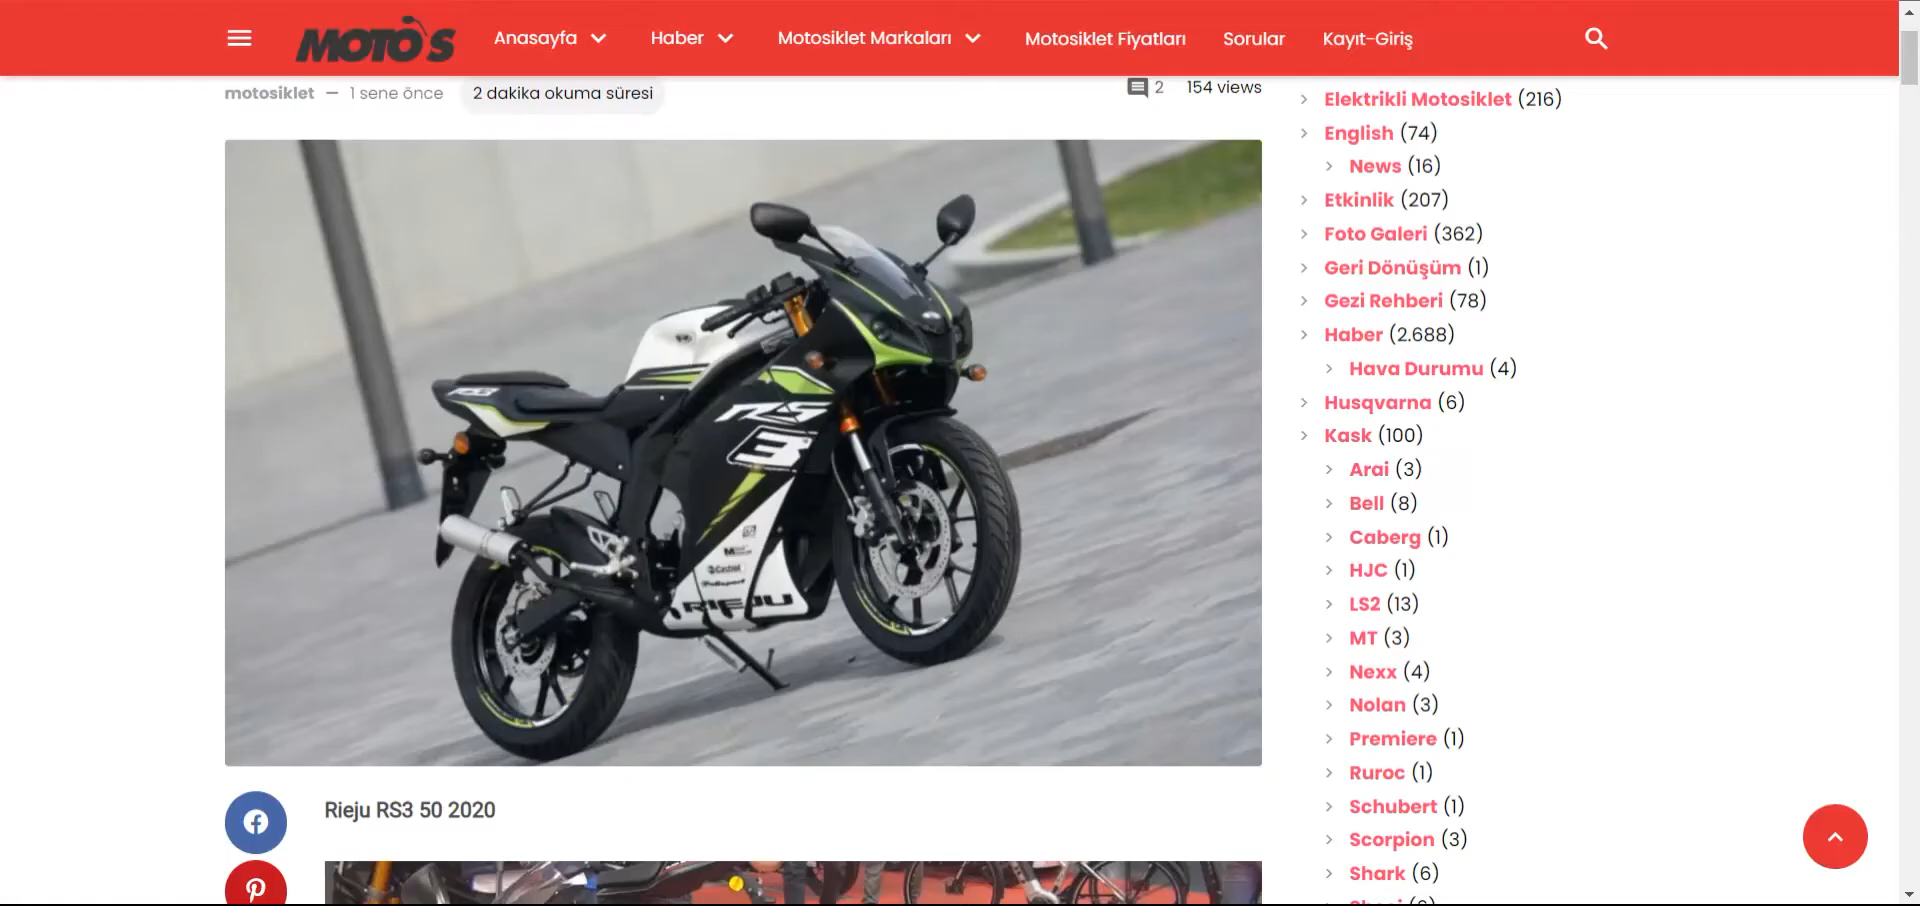 MOTO'S
Anasayfa
Haber
Motosiklet Markaları
Motosiklet Fiyatları
Sorular
Kayıt-Giriş
motosiklet — 1 sene önce
2 dakika okuma süresi
2
154 views
RS
3
Castrol
RIEJU
Rieju RS3 50 2020
Elektrikli Motosiklet (216)
English (74)
News (16)
Etkinlik (207)
Foto Galeri (362)
Geri Dönüşüm (1)
Gezi Rehberi (78)
Haber (2.688)
Hava Durumu (4)
Husqvarna (6)
Kask (100)
Arai (3)
Bell (8)
Caberg (1)
HJC (1)
LS2 (13)
MT (3)
Nexx (4)
Nolan (3)
Premiere (1)
Ruroc (1)
Schubert (1)
Scorpion (3)
Shark (6)